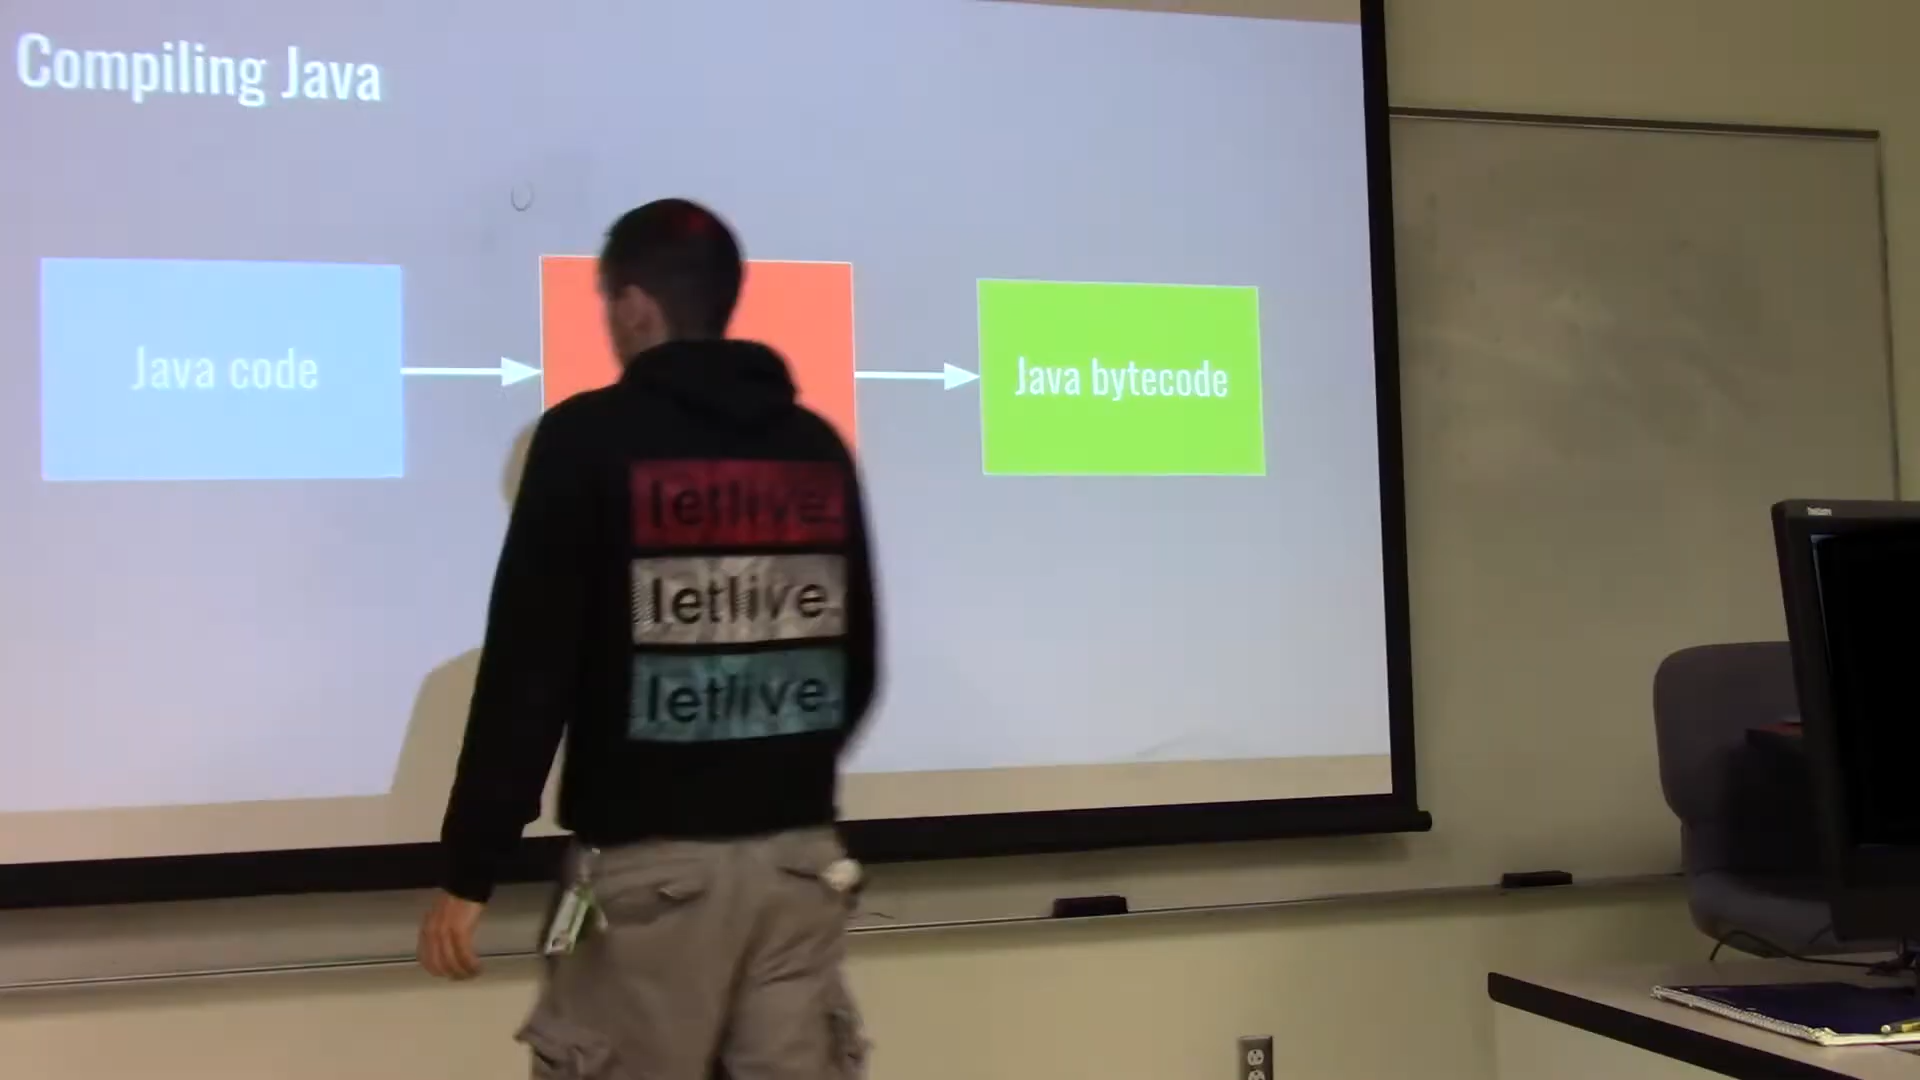 Compiling Java
Java code
Java bytecode
letlive.
letlive.
letlive.